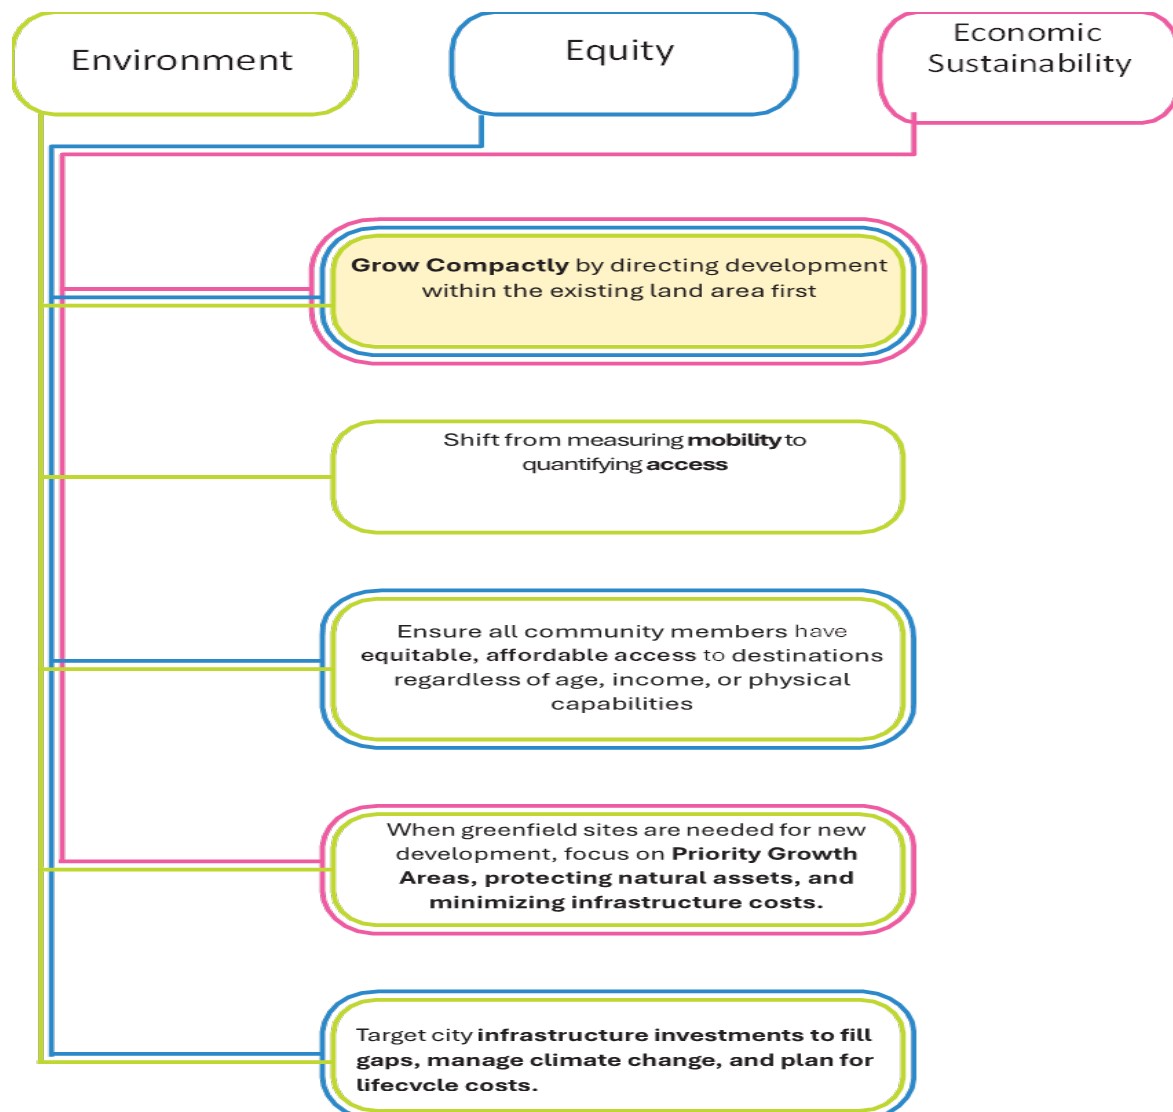 Environment
Equity
Economic
Sustainability
Grow Compactly by directing development
within the existing land area first
Shift from measuring mobility to
quantifying access
Ensure all community members have
equitable, affordable access to destinations
regardless of age, income, or physical
capabilities
When greenfield sites are needed for new
development, focus on Priority Growth
Areas, protecting natural assets, and
minimizing infrastructure costs.
Target city infrastructure investments to fill
gaps, manage climate change, and plan for
lifecycle costs.